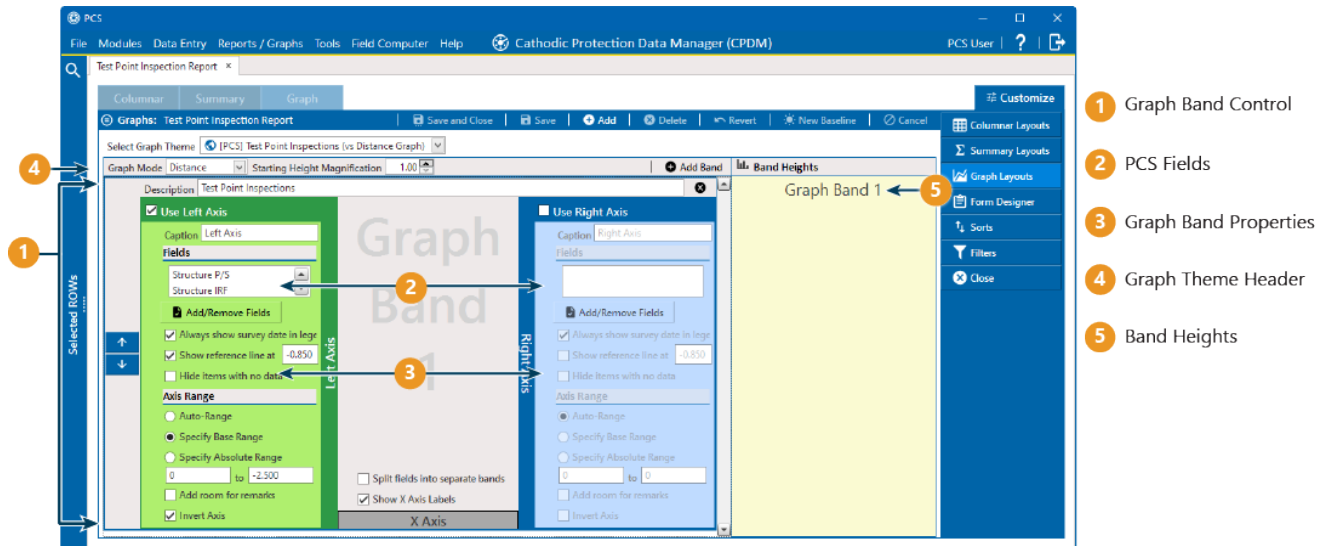 PCS
File Modules Data Entry Reports / Graphs Tools Field Computer Help Cathodic Protection Data Manager (CPDM) PCS User ?
Test Point Inspection Report ×
Columnar Summary Graph Customize
Graphs: Test Point Inspection Report Save and Close Save Add Delete Revert New Baseline Cancel
Select Graph Theme [PCS] Test Point Inspections (vs Distance Graph)
Graph Mode Distance Starting Height Magnification 1.00 Add Band Band Heights
Description Test Point Inspections
Graph Band 1
Use Left Axis
Caption Left Axis
Fields
Structure P/S
Structure IRF
Add/Remove Fields
Always show survey date in lege
Show reference line at -0.850
Hide items with no data
Axis Range
Auto-Range
Specify Base Range
Specify Absolute Range
0 to -2.500
Add room for remarks
Invert Axis
Left Axis
Graph
Band
1
Split fields into separate bands
Show X Axis Labels
X Axis
Use Right Axis
Caption Right Axis
Fields
Add/Remove Fields
Always show survey date in lege
Show reference line at -0.850
Hide items with no data
Axis Range
Auto-Range
Specify Base Range
Specify Absolute Range
0 to 0
Add room for remarks
Invert Axis
Right Axis
Selected ROWs
Columnar Layouts
Summary Layouts
Graph Layouts
Form Designer
Sorts
Filters
Close
4
1
2
3
5
1 Graph Band Control
2 PCS Fields
3 Graph Band Properties
4 Graph Theme Header
5 Band Heights